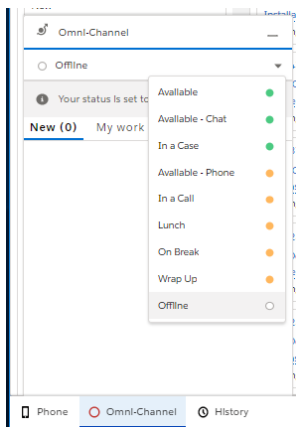 Omni-Channel
Offline
Your status is set to
New (0) My work
Available
Available - Chat
In a Case
Available - Phone
In a Call
Lunch
On Break
Wrap Up
Offline
Phone Omni-Channel History